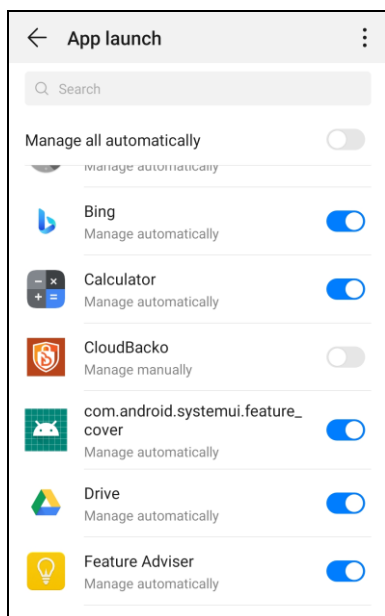 App launch
Search
Manage all automatically
Manage automatically
Bing
Manage automatically
Calculator
Manage automatically
CloudBacko
Manage manually
com.android.systemui.feature_
cover
Manage automatically
Drive
Manage automatically
Feature Adviser
Manage automatically